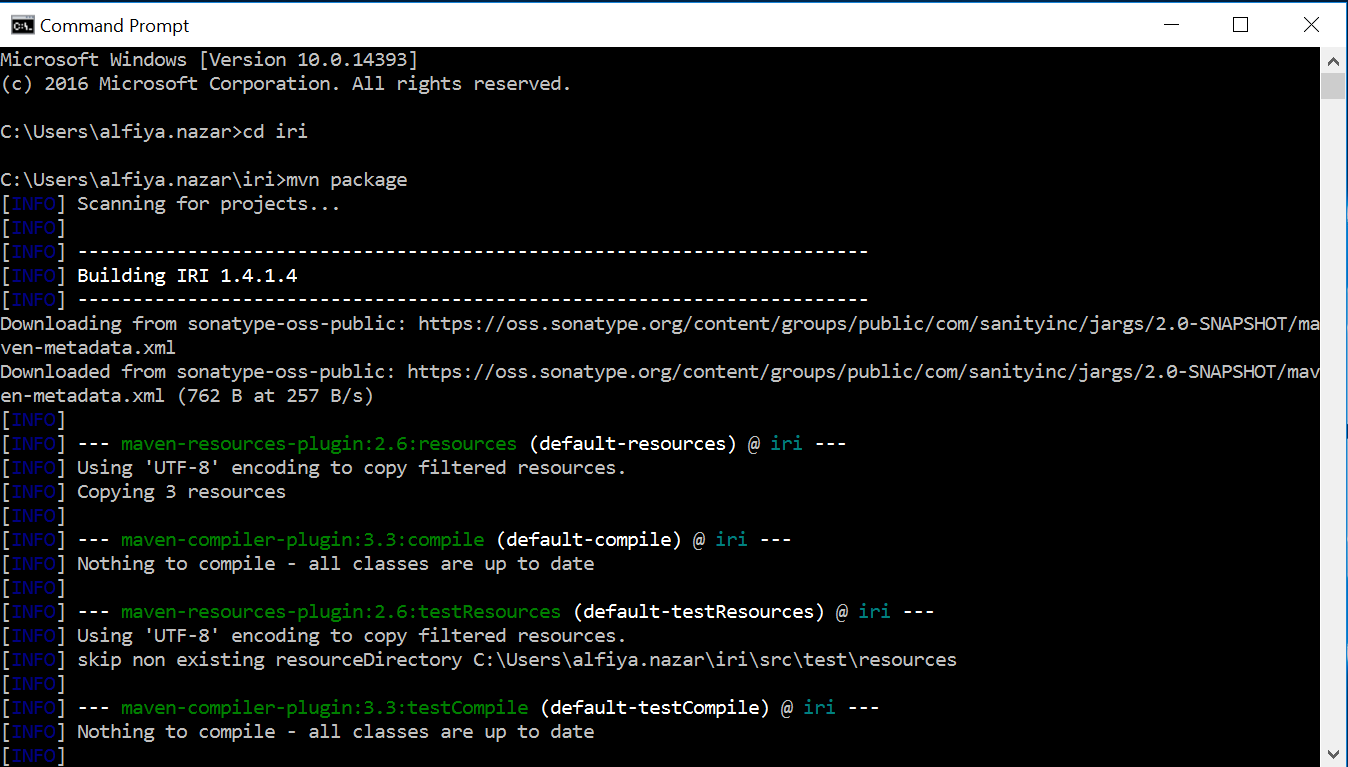 Command Prompt
Microsoft Windows [Version 10.0.14393]
(c) 2016 Microsoft Corporation. All rights reserved.
C:\Users\alfiya.nazar>cd iri
C:\Users\alfiya.nazar\iri>mvn package
[INFO] Scanning for projects...
[INFO]
[INFO] ------------------------------------------------------------------------
[INFO] Building IRI 1.4.1.4
[INFO] ------------------------------------------------------------------------
Downloading from sonatype-oss-public: https://oss.sonatype.org/content/groups/public/com/sanityinc/jargs/2.0-SNAPSHOT/ma
ven-metadata.xml
Downloaded from sonatype-oss-public: https://oss.sonatype.org/content/groups/public/com/sanityinc/jargs/2.0-SNAPSHOT/mav
en-metadata.xml (762 B at 257 B/s)
[INFO]
[INFO] --- maven-resources-plugin:2.6:resources (default-resources) @ iri ---
[INFO] Using 'UTF-8' encoding to copy filtered resources.
[INFO] Copying 3 resources
[INFO]
[INFO] --- maven-compiler-plugin:3.3:compile (default-compile) @ iri ---
[INFO] Nothing to compile - all classes are up to date
[INFO]
[INFO] --- maven-resources-plugin:2.6:testResources (default-testResources) @ iri ---
[INFO] Using 'UTF-8' encoding to copy filtered resources.
[INFO] skip non existing resourceDirectory C:\Users\alfiya.nazar\iri\src\test\resources
[INFO]
[INFO] --- maven-compiler-plugin:3.3:testCompile (default-testCompile) @ iri ---
[INFO] Nothing to compile - all classes are up to date
[INFO]